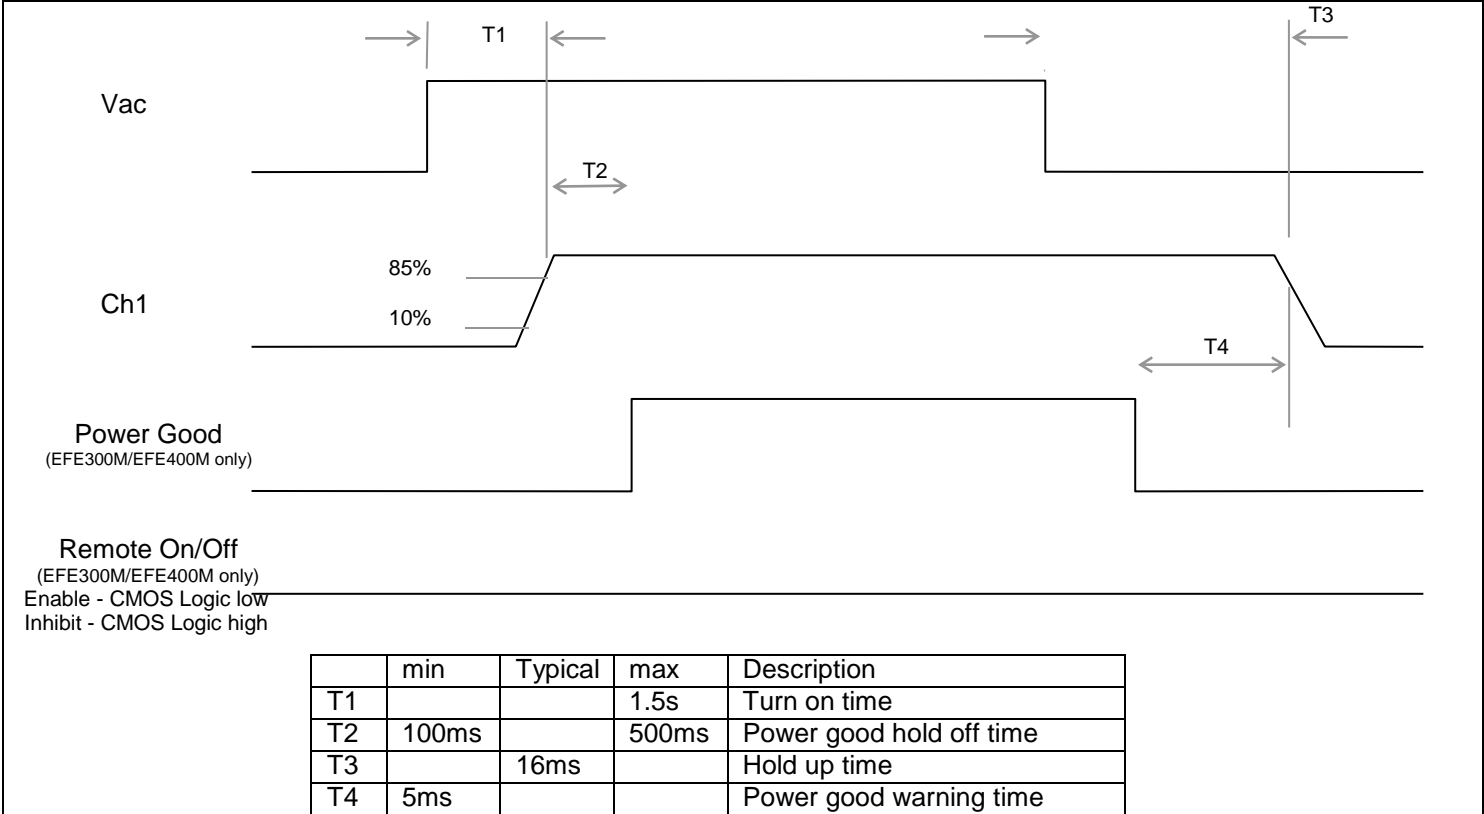 T1
T3
Vac
T2
85%
Ch1
10%
T4
Power Good
(EFE300M/EFE400M only)
Remote On/Off
(EFE300M/EFE400M only)
Enable - CMOS Logic low
Inhibit - CMOS Logic high
min Typical max Description
T1 1.5s Turn on time
T2 100ms 500ms Power good hold off time
T3 16ms Hold up time
T4 5ms Power good warning time